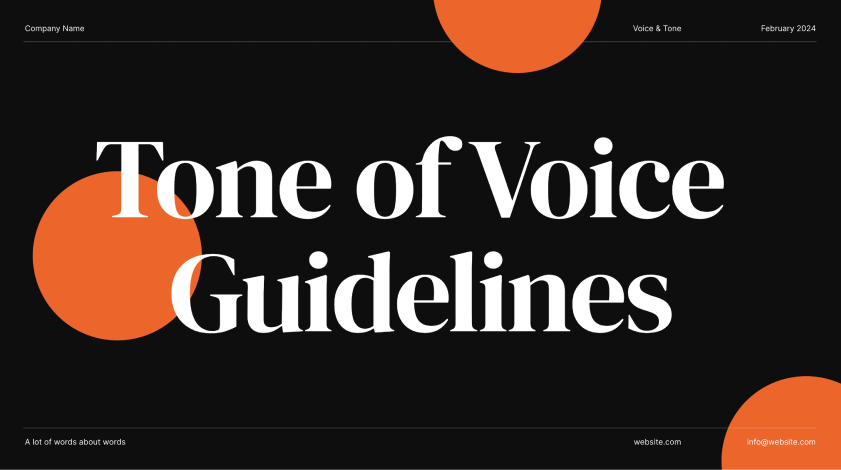 Company Name
Voice & Tone
February 2024
Tone of Voice
Guidelines
A lot of words about words
website.com
info@website.com